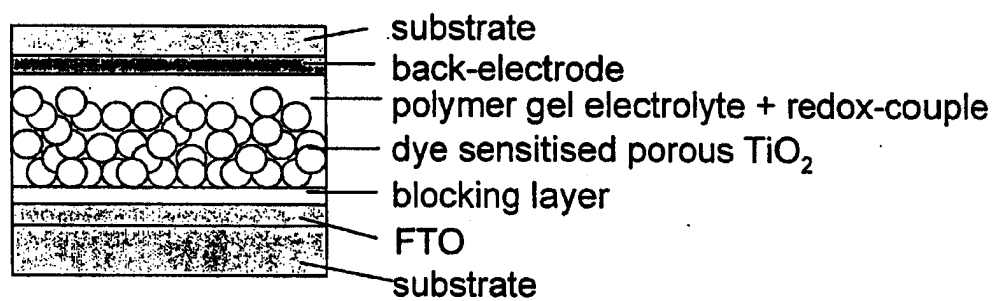 substrate
back-electrode
polymer gel electrolyte + redox-couple
dye sensitised porous TiO₂
blocking layer
FTO
substrate